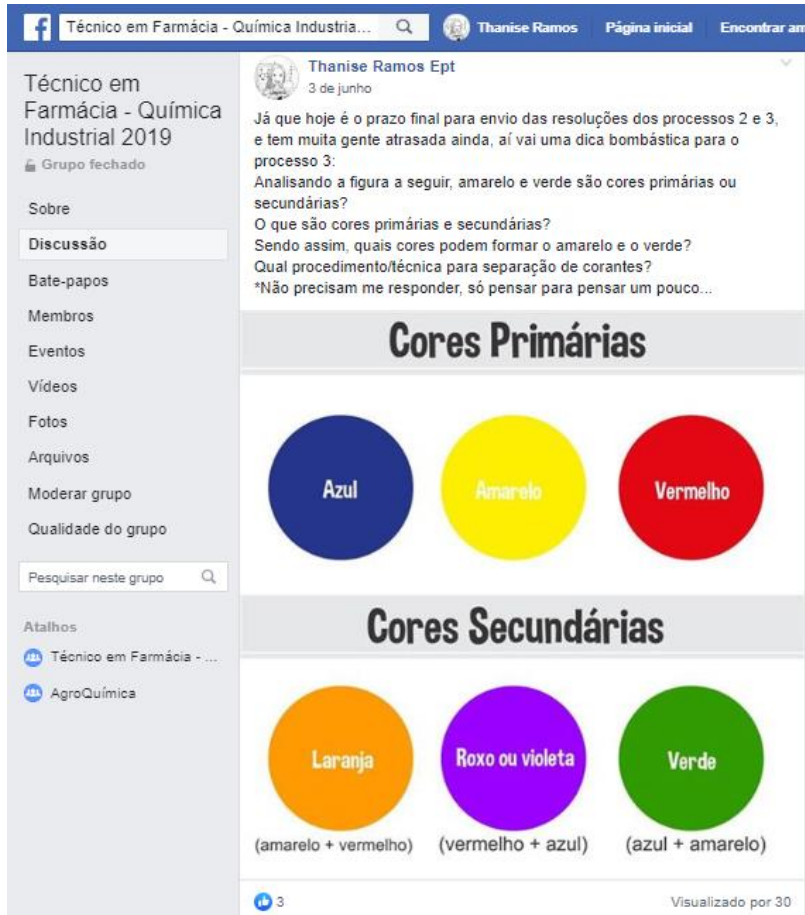 Técnico em Farmácia - Química Industria...
Thanise Ramos
Página inicial
Encontrar am
Técnico em
Farmácia - Química
Industrial 2019
Grupo fechado
Sobre
Discussão
Bate-papos
Membros
Eventos
Vídeos
Fotos
Arquivos
Moderar grupo
Qualidade do grupo
Pesquisar neste grupo
Atalhos
Técnico em Farmácia - ...
AgroQuímica
Thanise Ramos Ept
3 de junho
Já que hoje é o prazo final para envio das resoluções dos processos 2 e 3,
e tem muita gente atrasada ainda, aí vai uma dica bombástica para o
processo 3:
Analisando a figura a seguir, amarelo e verde são cores primárias ou
secundárias?
O que são cores primárias e secundárias?
Sendo assim, quais cores podem formar o amarelo e o verde?
Qual procedimento/técnica para separação de corantes?
*Não precisam me responder, só pensar para pensar um pouco...
Cores Primárias
Azul
Amarelo
Vermelho
Cores Secundárias
Laranja
Roxo ou violeta
Verde
(amarelo + vermelho)
(vermelho + azul)
(azul + amarelo)
3
Visualizado por 30